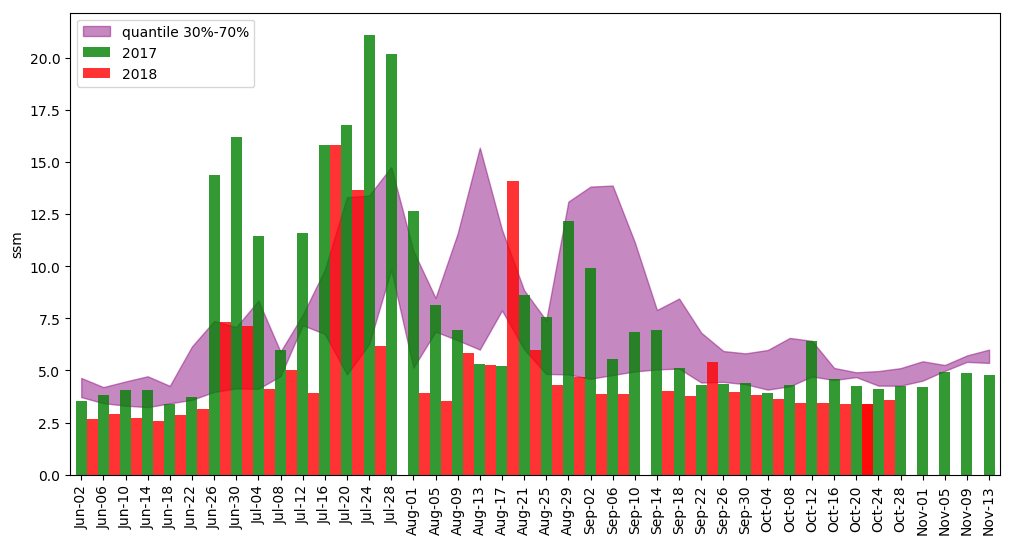 quantile 30%-70%
2017
2018
20.0
17.5
15.0
12.5
10.0
7.5
5.0
2.5
0.0
ssm
Jun-02
Jun-06
Jun-10
Jun-14
Jun-18
Jun-22
Jun-26
Jun-30
Jul-04
Jul-08
Jul-12
Jul-16
Jul-20
Jul-24
Jul-28
Aug-01
Aug-05
Aug-09
Aug-13
Aug-17
Aug-21
Aug-25
Aug-29
Sep-02
Sep-06
Sep-10
Sep-14
Sep-18
Sep-22
Sep-26
Sep-30
Oct-04
Oct-08
Oct-12
Oct-16
Oct-20
Oct-24
Oct-28
Nov-01
Nov-05
Nov-09
Nov-13